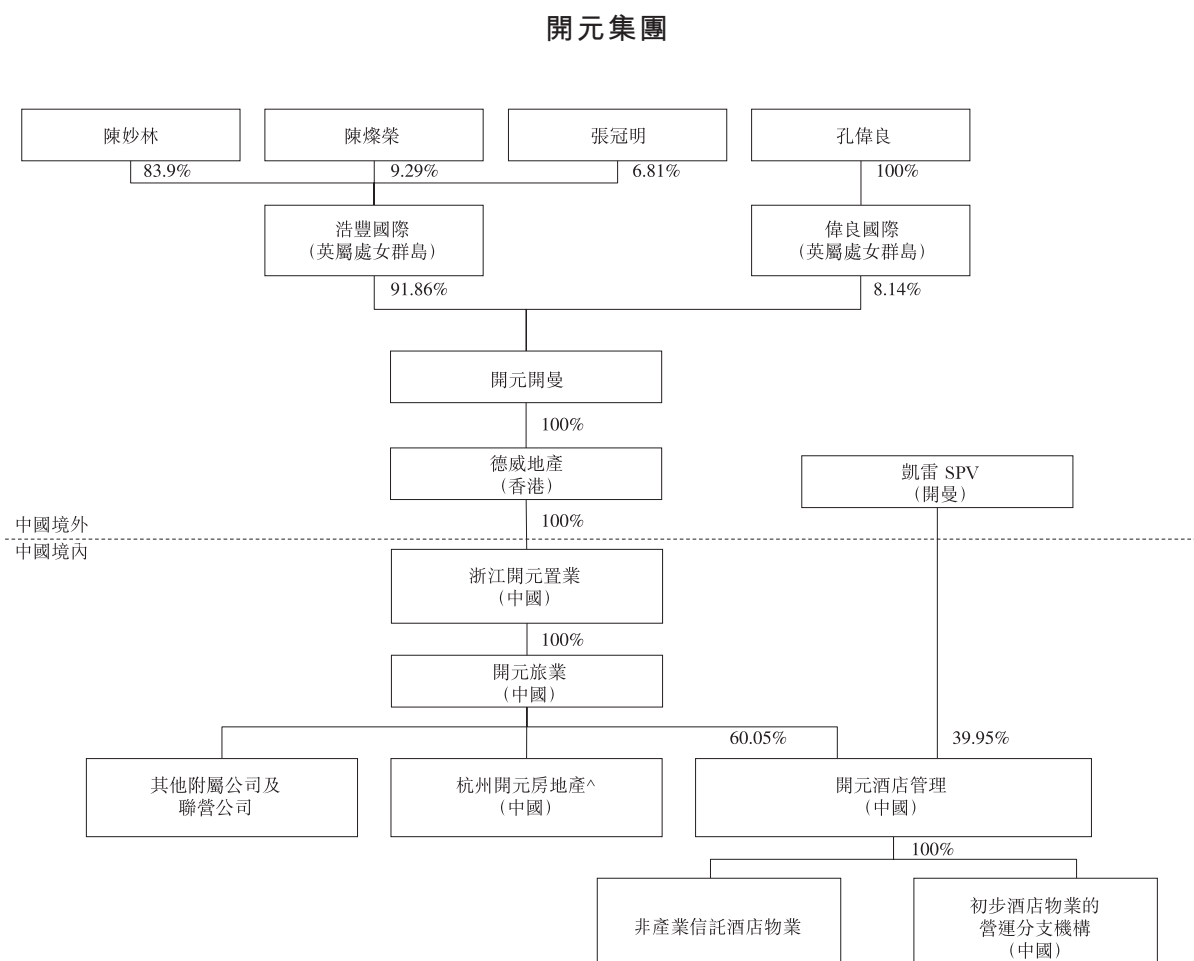 開元集團
陳妙林
陳燦榮
張冠明
孔偉良
83.9%
9.29%
6.81%
100%
浩豐國際
（英屬處女群島）
偉良國際
（英屬處女群島）
91.86%
8.14%
開元開曼
100%
德威地產
（香港）
凱雷 SPV
（開曼）
100%
中國境外
中國境內
浙江開元置業
（中國）
100%
開元旅業
（中國）
60.05%
39.95%
其他附屬公司及
聯營公司
杭州開元房地產^
（中國）
開元酒店管理
（中國）
100%
非產業信託酒店物業
初步酒店物業的
營運分支機構
（中國）